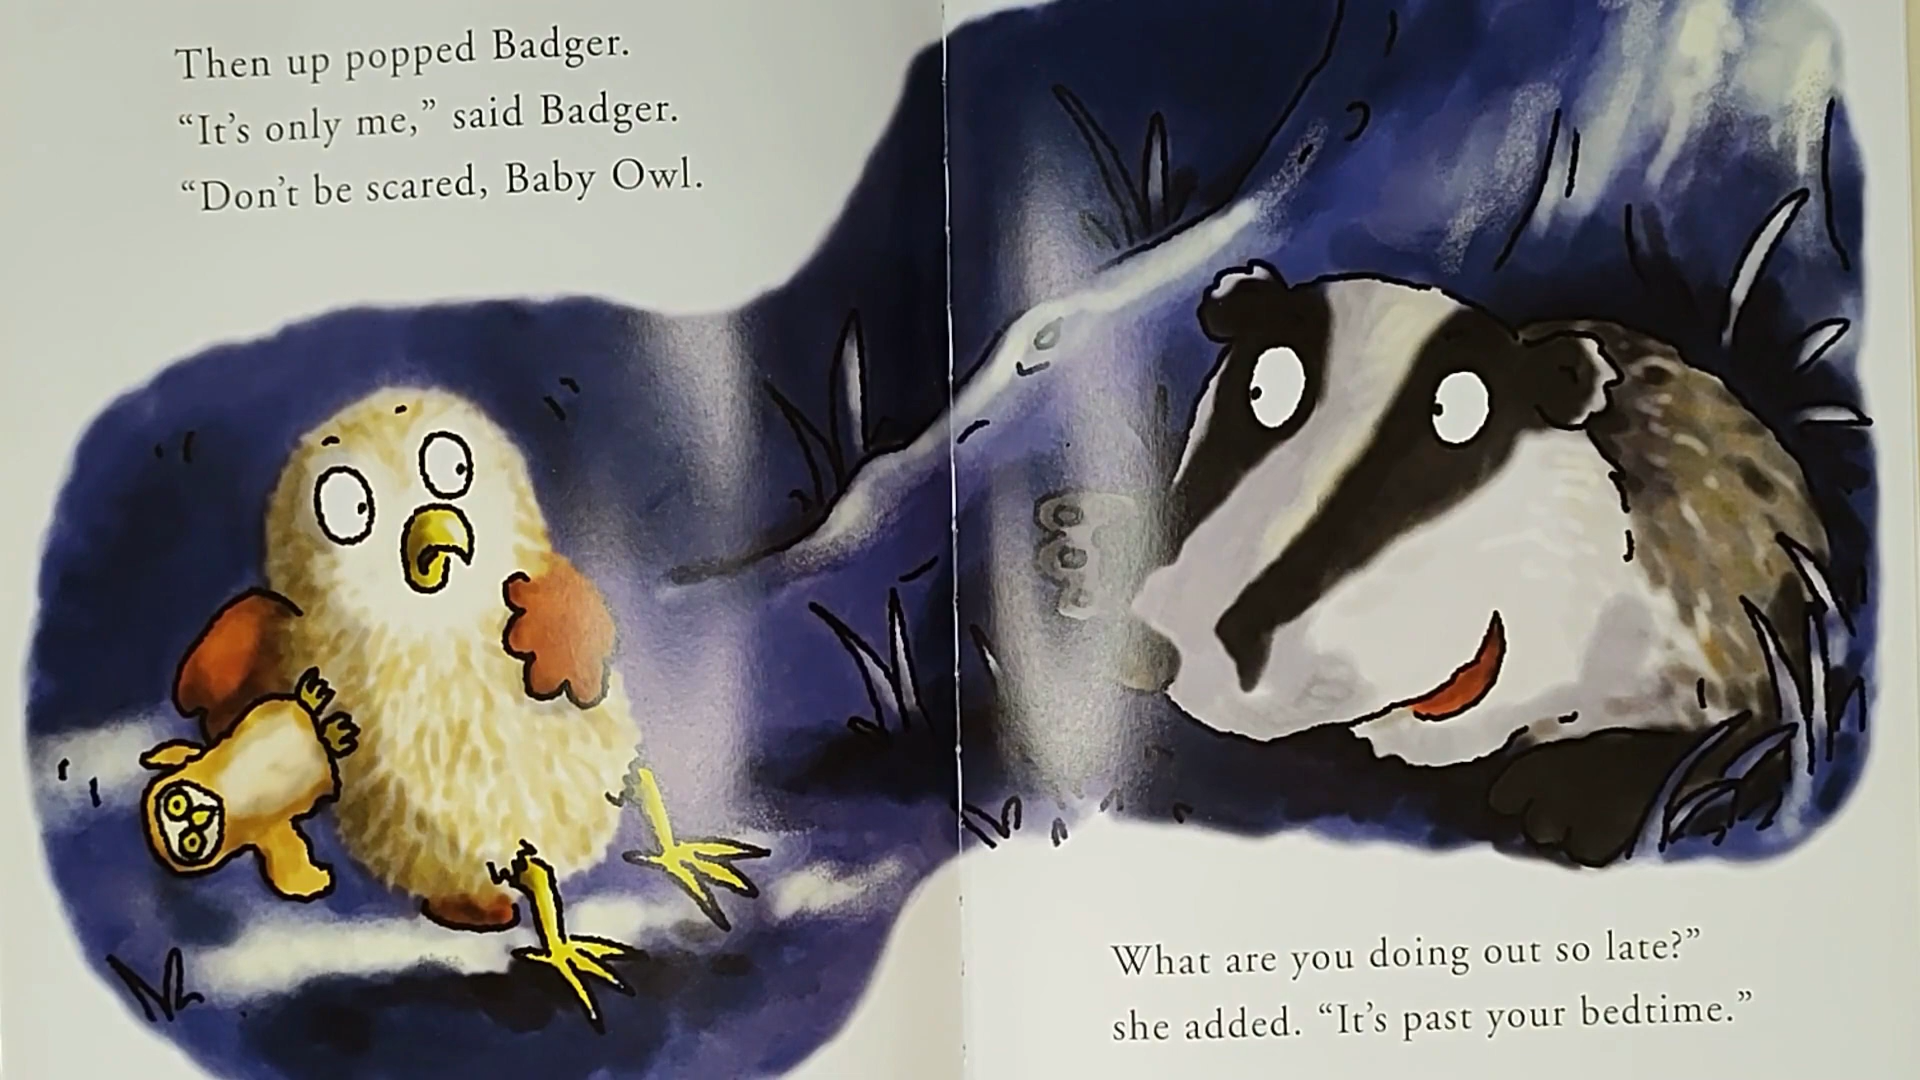 Then up popped Badger.
“It’s only me,” said Badger.
“Don’t be scared, Baby Owl.
What are you doing out so late?”
she added. “It’s past your bedtime.”